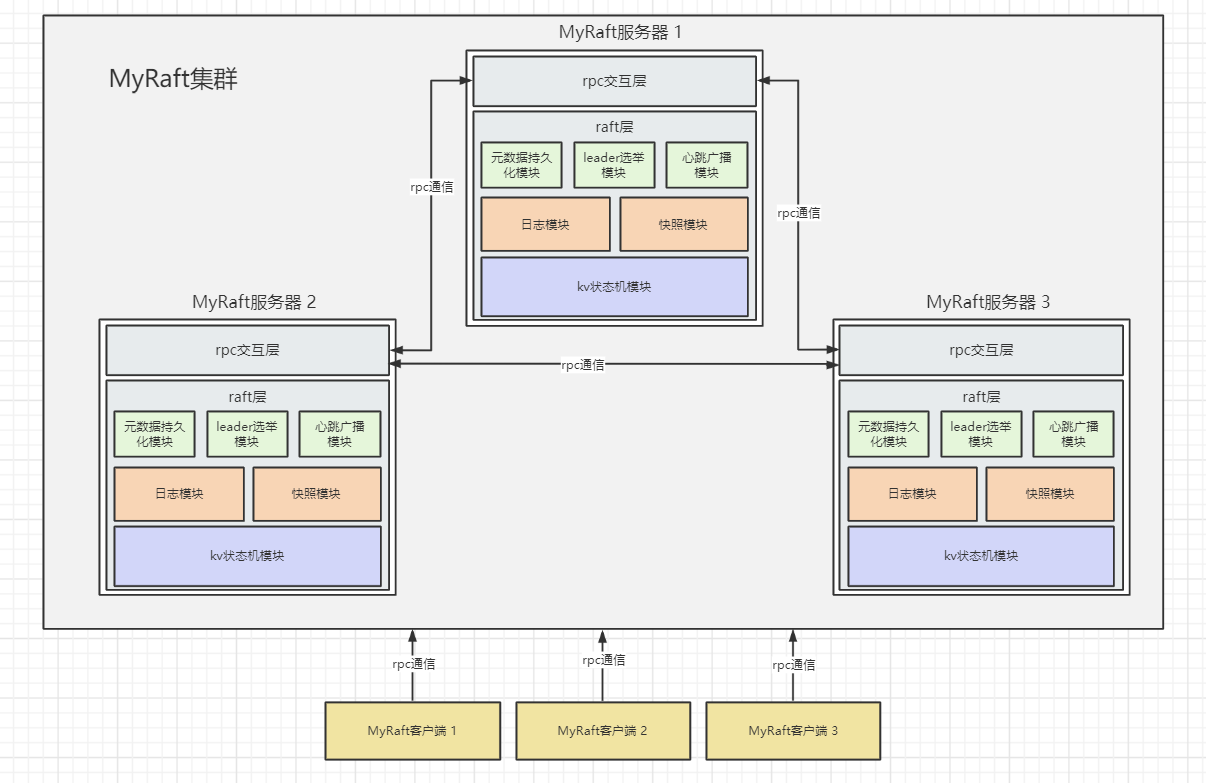 MyRaft服务器 1
MyRaft集群
rpc交互层
raft层
元数据持久
化模块
leader选举
模块
心跳广播
模块
日志模块
快照模块
kv状态机模块
rpc通信
rpc通信
MyRaft服务器 2
rpc交互层
raft层
元数据持久
化模块
leader选举
模块
心跳广播
模块
日志模块
快照模块
kv状态机模块
rpc通信
MyRaft服务器 3
rpc交互层
raft层
元数据持久
化模块
leader选举
模块
心跳广播
模块
日志模块
快照模块
kv状态机模块
rpc通信
rpc通信
rpc通信
MyRaft客户端 1
MyRaft客户端 2
MyRaft客户端 3